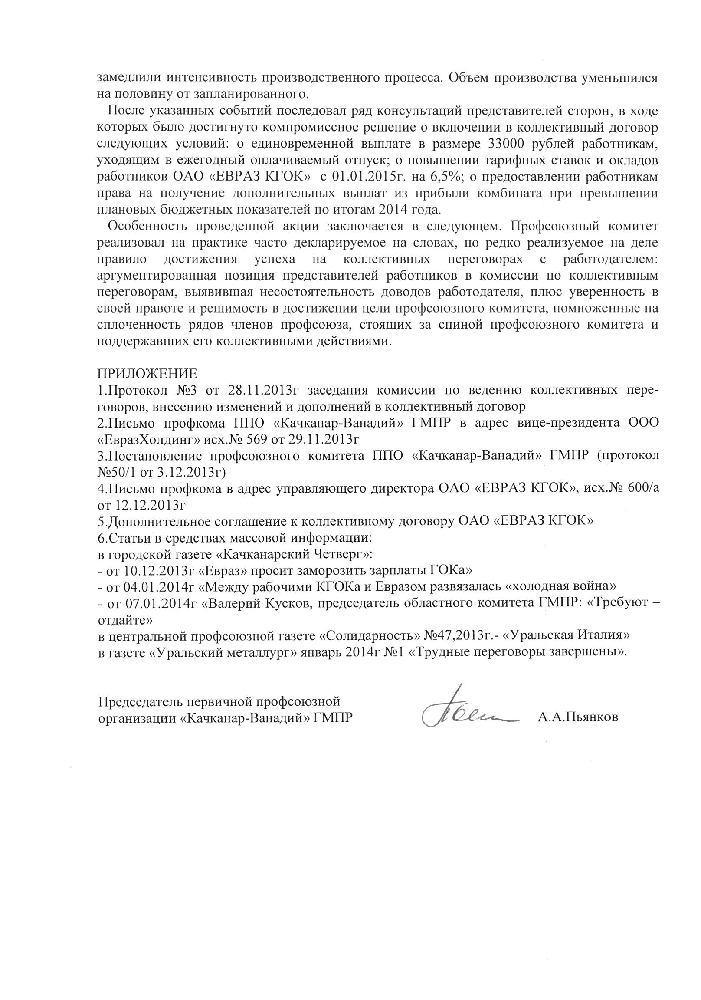 замедлили интенсивность производственного процесса. Объем производства уменьшился
на половину от запланированного.
После указанных событий последовал ряд консультаций представителей сторон, в ходе
которых было достигнуто компромиссное решение о включении в коллективный договор
следующих условий: о единовременной выплате в размере 33000 рублей работникам,
уходящим в ежегодный оплачиваемый отпуск; о повышении тарифных ставок и окладов
работников ОАО «ЕВРАЗ КГОК» с 01.01.2015г. на 6,5%; о предоставлении работникам
права на получение дополнительных выплат из прибыли комбината при превышении
плановых бюджетных показателей по итогам 2014 года.
Особенность проведенной акции заключается в следующем. Профсоюзный комитет
реализовал на практике часто декларируемое на словах, но редко реализуемое на деле
правило достижения успеха на коллективных переговорах с работодателем:
аргументированная позиция представителей работников в комиссии по коллективным
переговорам, выявившая несостоятельность доводов работодателя, плюс уверенность в
своей правоте и решимость в достижении цели профсоюзного комитета, помноженные на
сплоченность рядов членов профсоюза, стоящих за спиной профсоюзного комитета и
поддержавших его коллективными действиями.
ПРИЛОЖЕНИЕ
1.Протокол №3 от 28.11.2013г заседания комиссии по ведению коллективных пере-
говоров, внесению изменений и дополнений в коллективный договор
2.Письмо профкома ППО «Качканар-Ванадий» ГМПР в адрес вице-президента ООО
«ЕвразХолдинг» исх.№ 569 от 29.11.2013г
3.Постановление профсоюзного комитета ППО «Качканар-Ванадий» ГМПР (протокол
№50/1 от 3.12.2013г)
4.Письмо профкома в адрес управляющего директора ОАО «ЕВРАЗ КГОК», исх.№ 600/а
от 12.12.2013г
5.Дополнительное соглашение к коллективному договору ОАО «ЕВРАЗ КГОК»
6.Статьи в средствах массовой информации:
в городской газете «Качканарский Четверг»:
- от 10.12.2013г «Евраз» просит заморозить зарплаты ГОКа»
- от 04.01.2014г «Между рабочими КГОКа и Евразом развязалась «холодная война»
- от 07.01.2014г «Валерий Кусков, председатель областного комитета ГМПР: «Требуют –
отдайте»
в центральной профсоюзной газете «Солидарность» №47,2013г.- «Уральская Италия»
в газете «Уральский металлург» январь 2014г №1 «Трудные переговоры завершены».
Председатель первичной профсоюзной
организации «Качканар-Ванадий» ГМПР А.А.Пьянков